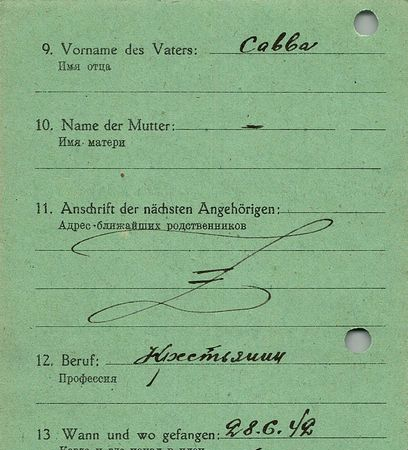 9. Vorname des Vaters: Савва
Имя отца
10. Name der Mutter: —
Имя матери
11. Anschrift der nächsten Angehörigen:
Адрес ближайших родственников
=
12. Beruf: Крестьянин
Профессия
13 Wann und wo gefangen: 28.6.42